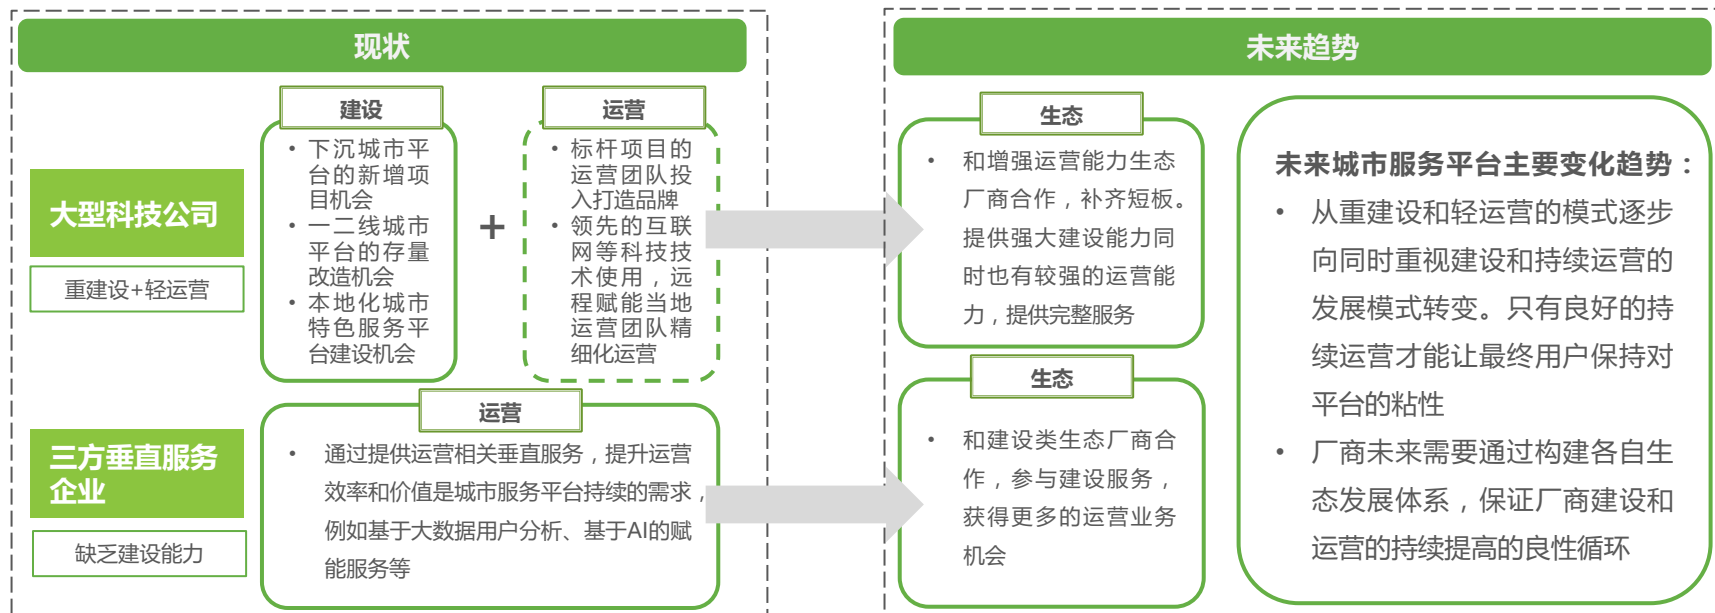 现状
大型科技公司
重建设+轻运营
建设
• 下沉城市平
台的新增项
目机会
• 一二线城市
平台的存量
改造机会
• 本地化城市
特色服务平
台建设机会
+
运营
• 标杆项目的
运营团队投
入打造品牌
• 领先的互联
网等科技技
术使用，远
程赋能当地
运营团队精
细化运营
三方垂直服务
企业
缺乏建设能力
运营
• 通过提供运营相关垂直服务，提升运营
效率和价值是城市服务平台持续的需求，
例如基于大数据用户分析、基于AI的赋
能服务等
未来趋势
生态
• 和增强运营能力生态
厂商合作，补齐短板。
提供强大建设能力同
时也有较强的运营能
力，提供完整服务
生态
• 和建设类生态厂商合
作，参与建设服务，
获得更多的运营业务
机会
未来城市服务平台主要变化趋势：
• 从重建设和轻运营的模式逐步
向同时重视建设和持续运营的
发展模式转变。只有良好的持
续运营才能让最终用户保持对
平台的粘性
• 厂商未来需要通过构建各自生
态发展体系，保证厂商建设和
运营的持续提高的良性循环